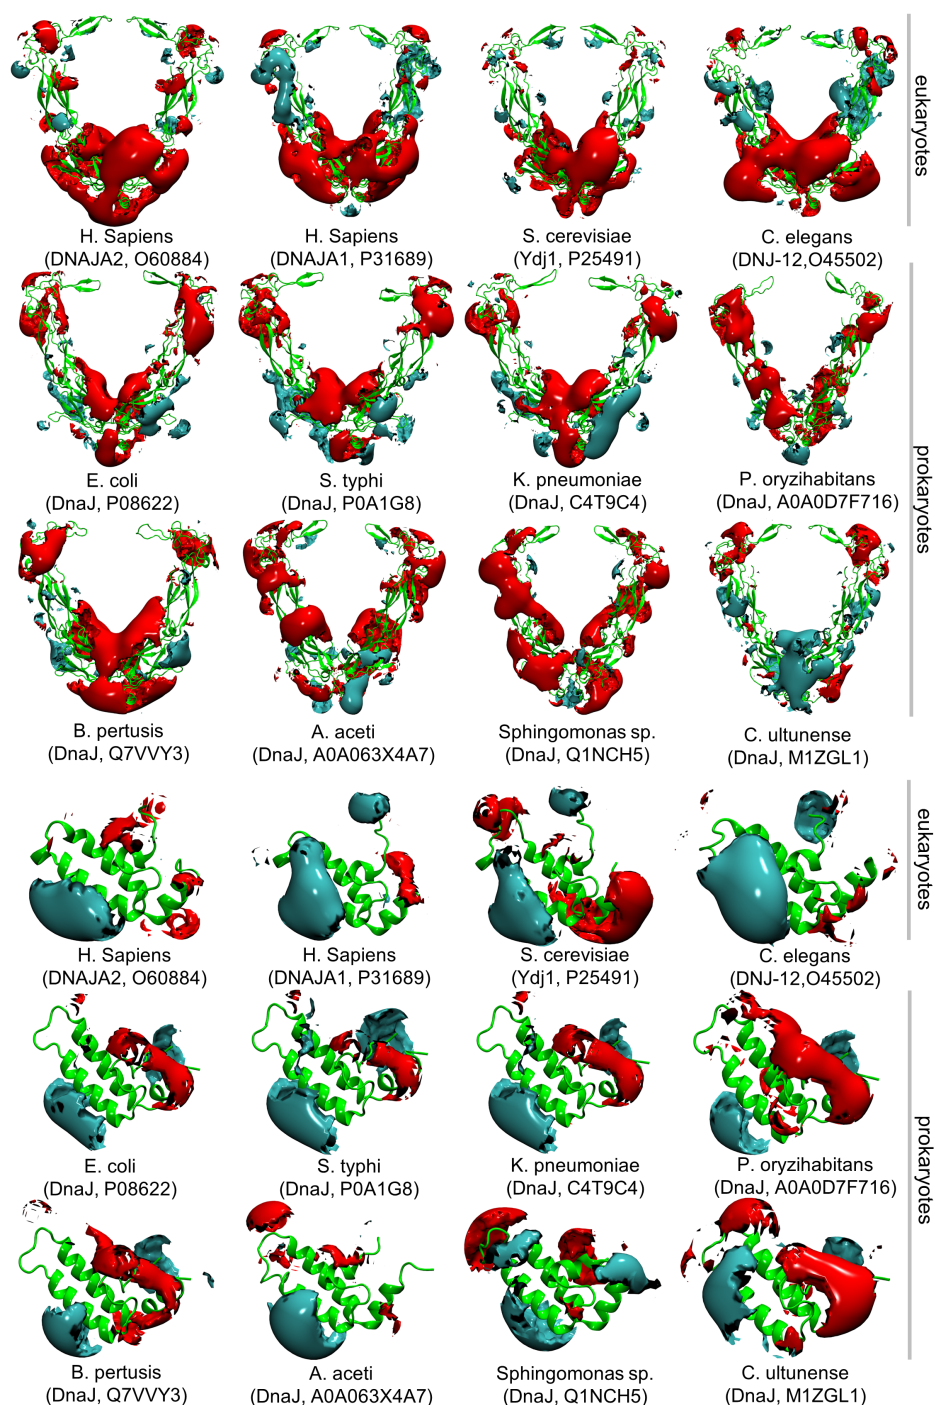 eukaryotes
H. Sapiens
(DNAJA2, O60884)
H. Sapiens
(DNAJA1, P31689)
S. cerevisiae
(Ydj1, P25491)
C. elegans
(DNJ-12,O45502)
prokaryotes
E. coli
(DnaJ, P08622)
S. typhi
(DnaJ, P0A1G8)
K. pneumoniae
(DnaJ, C4T9C4)
P. oryzihabitans
(DnaJ, A0A0D7F716)
B. pertusis
(DnaJ, Q7VVY3)
A. aceti
(DnaJ, A0A063X4A7)
Sphingomonas sp.
(DnaJ, Q1NCH5)
C. ultunense
(DnaJ, M1ZGL1)
eukaryotes
H. Sapiens
(DNAJA2, O60884)
H. Sapiens
(DNAJA1, P31689)
S. cerevisiae
(Ydj1, P25491)
C. elegans
(DNJ-12,O45502)
prokaryotes
E. coli
(DnaJ, P08622)
S. typhi
(DnaJ, P0A1G8)
K. pneumoniae
(DnaJ, C4T9C4)
P. oryzihabitans
(DnaJ, A0A0D7F716)
B. pertusis
(DnaJ, Q7VVY3)
A. aceti
(DnaJ, A0A063X4A7)
Sphingomonas sp.
(DnaJ, Q1NCH5)
C. ultunense
(DnaJ, M1ZGL1)